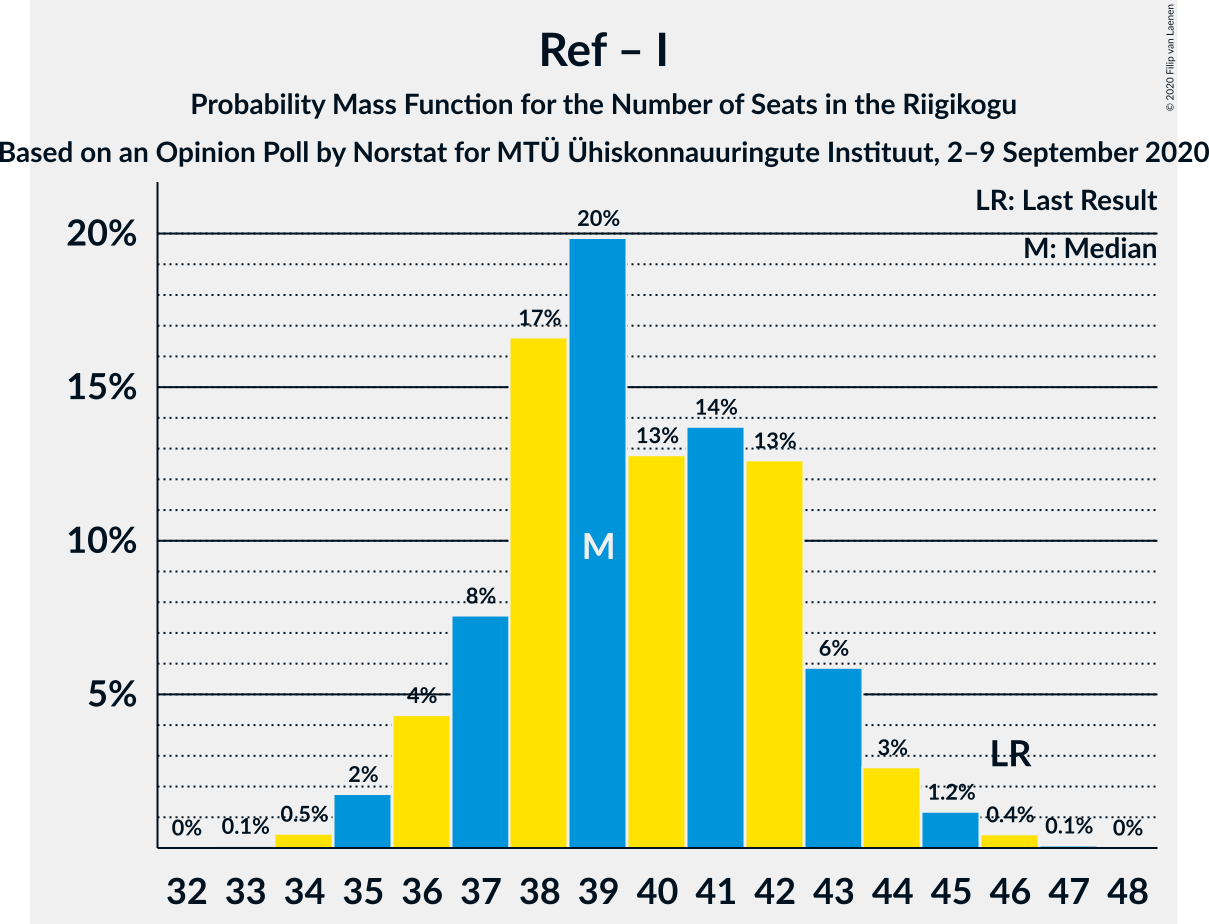 Ref – I
Probability Mass Function for the Number of Seats in the Riigikogu
Based on an Opinion Poll by Norstat for MTÜ Ühiskonnauuringute Instituut, 2–9 September 2020
© 2020 Filip van Laenen
LR: Last Result
M: Median
20%
15%
10%
5%
0%
0.1%
0.5%
2%
4%
8%
17%
20%
13%
14%
13%
6%
3%
1.2%
0.4%
0.1%
0%
M
LR
32 33 34 35 36 37 38 39 40 41 42 43 44 45 46 47 48